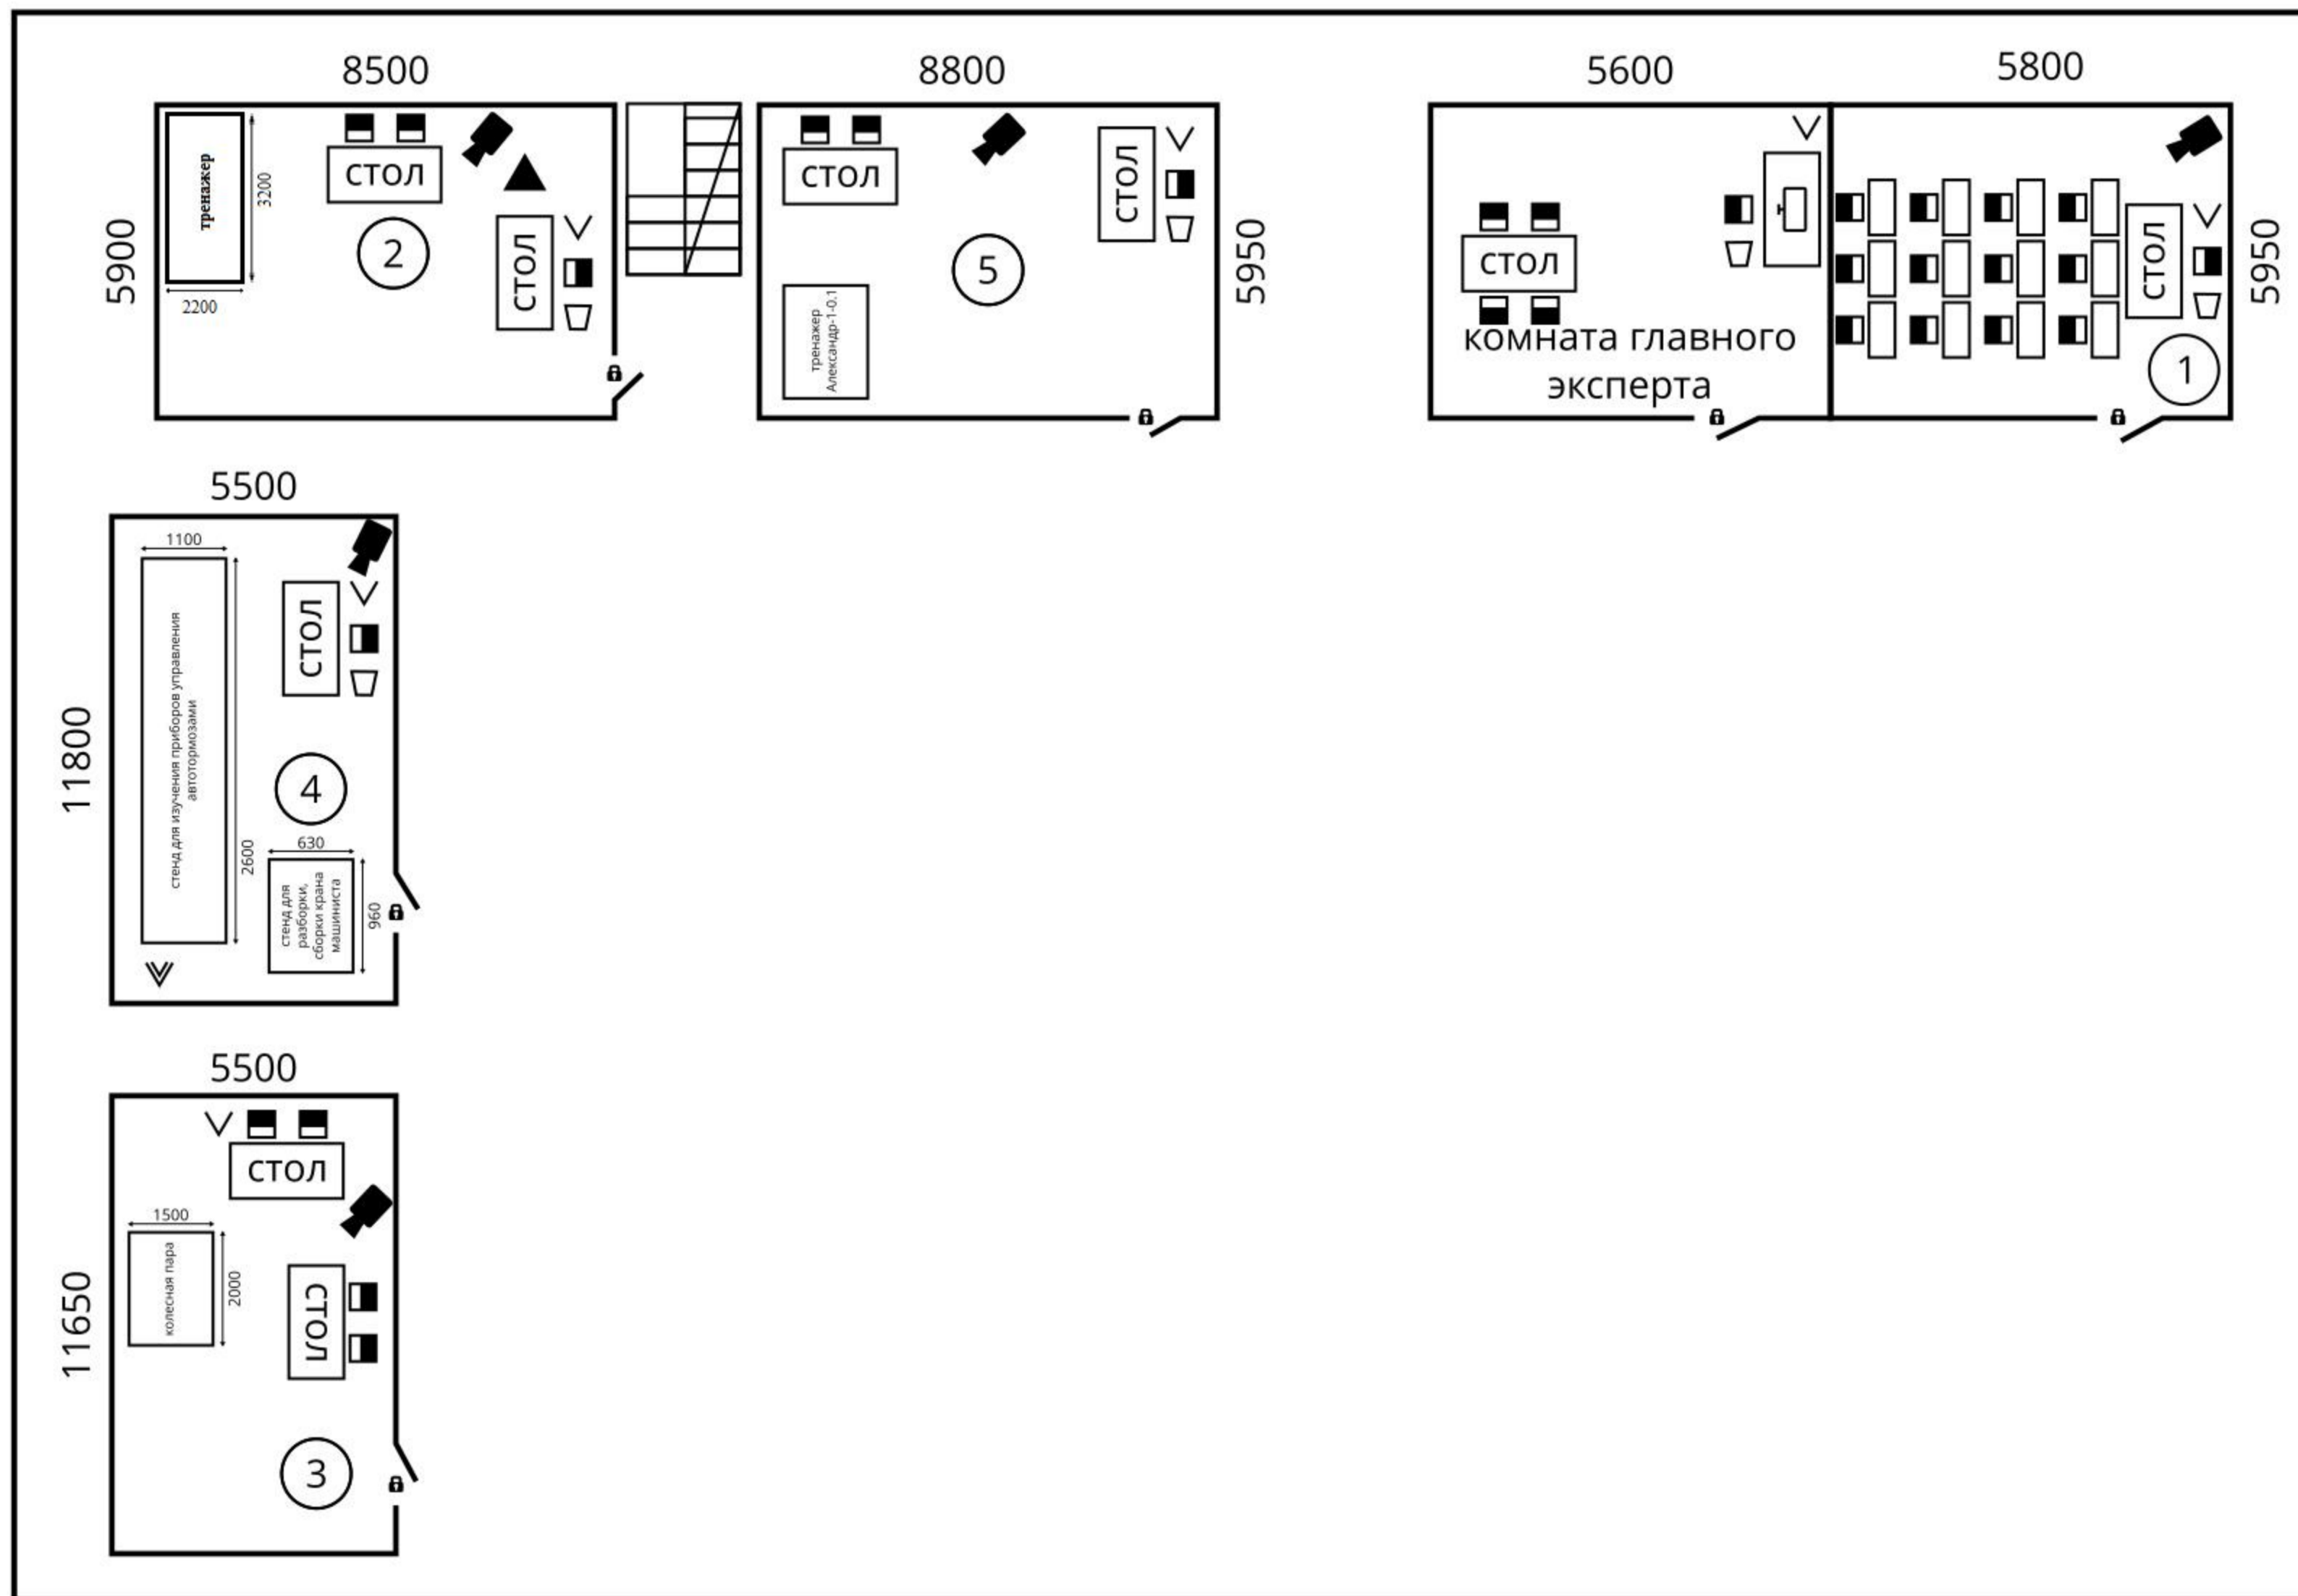 8500
8800
5600
5800
5900
тренажер
3200
2200
стол
2
стол
стол
стол
5
тренажер
Александр-1-0.1
5950
стол
комната главного
эксперта
стол
1
5950
5500
11800
1100
стенд для изучения приборов управления
автотормозами
2600
стол
4
630
стенд для
разборки,
сборки крана
машиниста
960
5500
11650
стол
1500
колесная пара
2000
стол
3